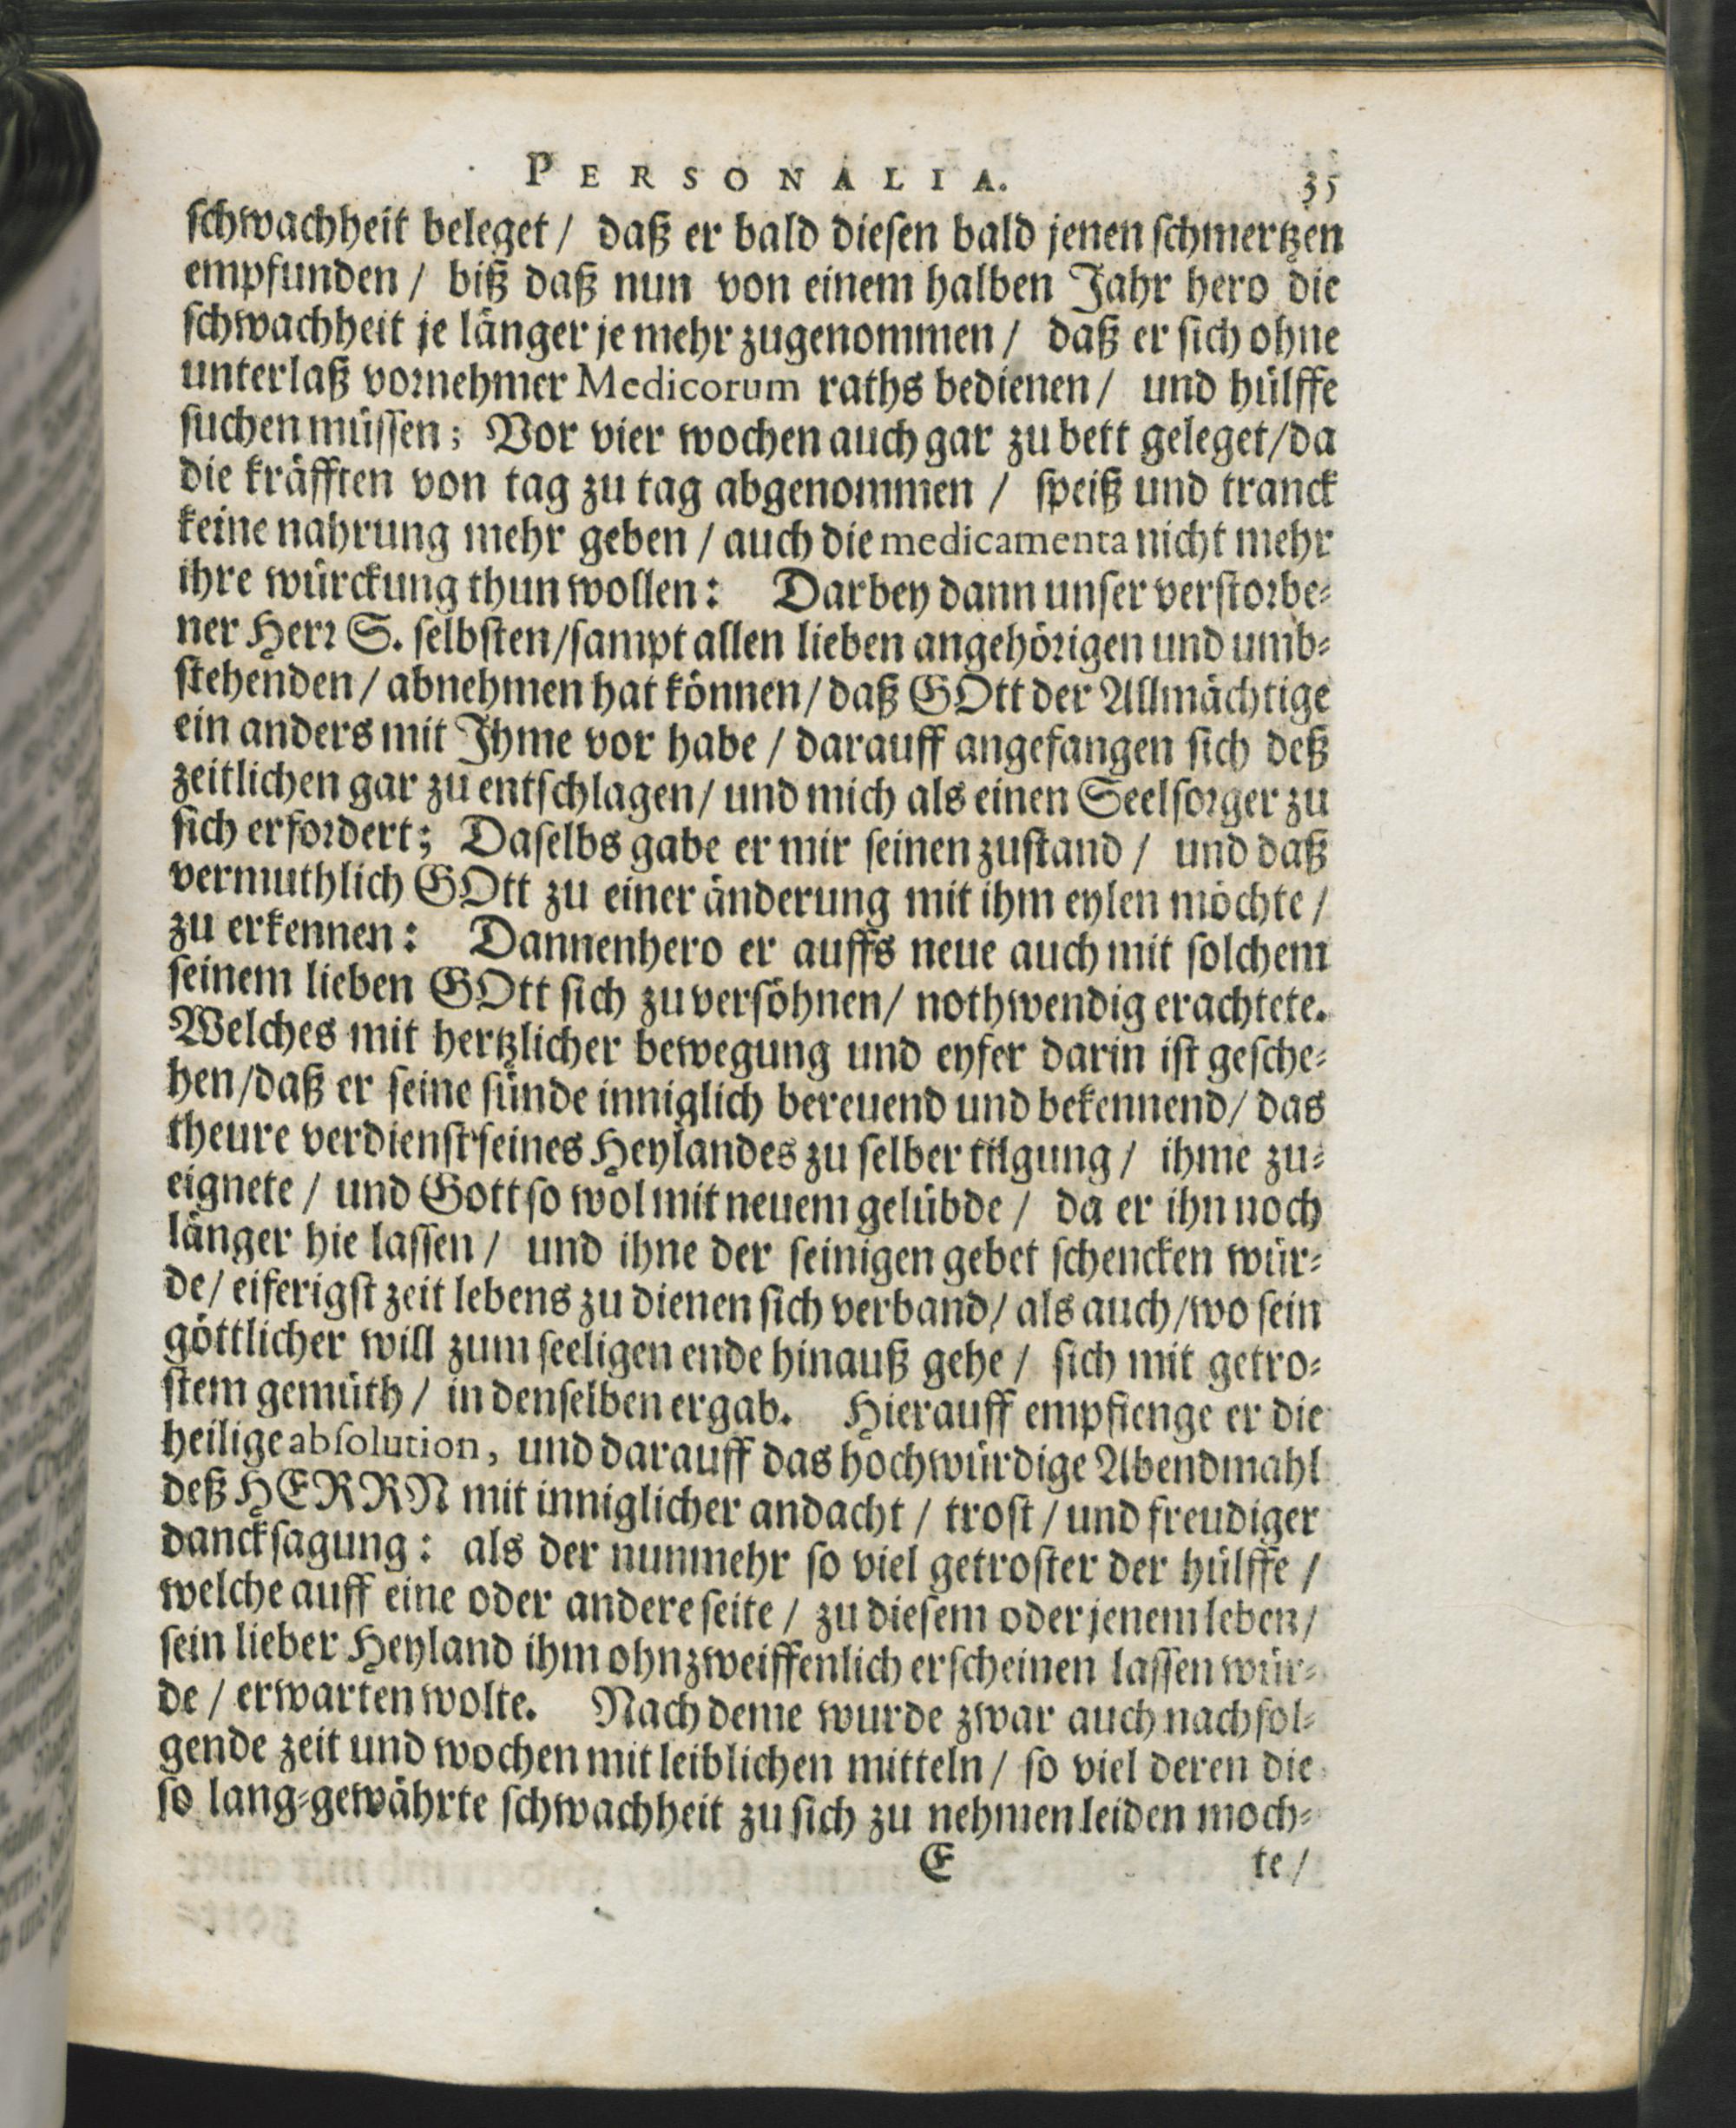 PERSONALIA. 35
schwachheit beleget / daß er bald diesen bald jenen schmertzen
empfunden / biß daß nun von einem halben Jahr hero die
schwachheit je länger je mehr zugenommen / daß er sich ohne
unterlaß vornehmer Medicorum raths bedienen / und hülffe
suchen müssen; Vor vier wochen auch gar zu bett geleget/da
die kräfften von tag zu tag abgenommen / speiß und tranck
keine nahrung mehr geben / auch die medicamenta nicht mehr
ihre würckung thun wollen: Darbey dann unser verstorbe-
ner Herr S. selbsten/sampt allen lieben angehörigen und umb-
stehenden / abnehmen hat können / daß GOtt der Allmächtige
ein anders mit Ihme vor habe / darauff angefangen sich deß
zeitlichen gar zu entschlagen / und mich als einen Seelsorger zu
sich erfordert; Daselbs gabe er mir seinen zustand / und daß
vermuthlich GOtt zu einer änderung mit ihm eylen möchte /
zu erkennen: Dannenhero er auffs neue auch mit solchem
seinem lieben GOtt sich zu versöhnen / nothwendig erachtete.
Welches mit hertzlicher bewegung und eyfer darin ist gesche-
hen/daß er seine sünde inniglich bereuend und bekennend / das
theure verdienst seines Heylandes zu selber tilgung / ihme zu-
eignete / und Gott so wol mit neuem gelübde / da er ihn noch
länger hie lassen / und ihne der seinigen gebet schencken wür-
de / eiferigst zeit lebens zu dienen sich verband / als auch /wo sein
göttlicher will zum seeligen ende hinauß gehe / sich mit getro-
stem gemüth / in denselben ergab. Hierauff empfienge er die
heilige absolution, und darauff das hochwürdige Abendmahl
deß HERRN mit inniglicher andacht / trost / und freudiger
dancksagung: als der nunmehr so viel getroster der hülffe /
welche auff eine oder andere seite / zu diesem oder jenem leben /
sein lieber Heyland ihm ohnzweiffenlich erscheinen lassen wür-
de / erwarten wolte. Nach deme wurde zwar auch nachfol-
gende zeit und wochen mit leiblichen mitteln / so viel deren die
so lang-gewährte schwachheit zu sich zu nehmen leiden moch-
E te /